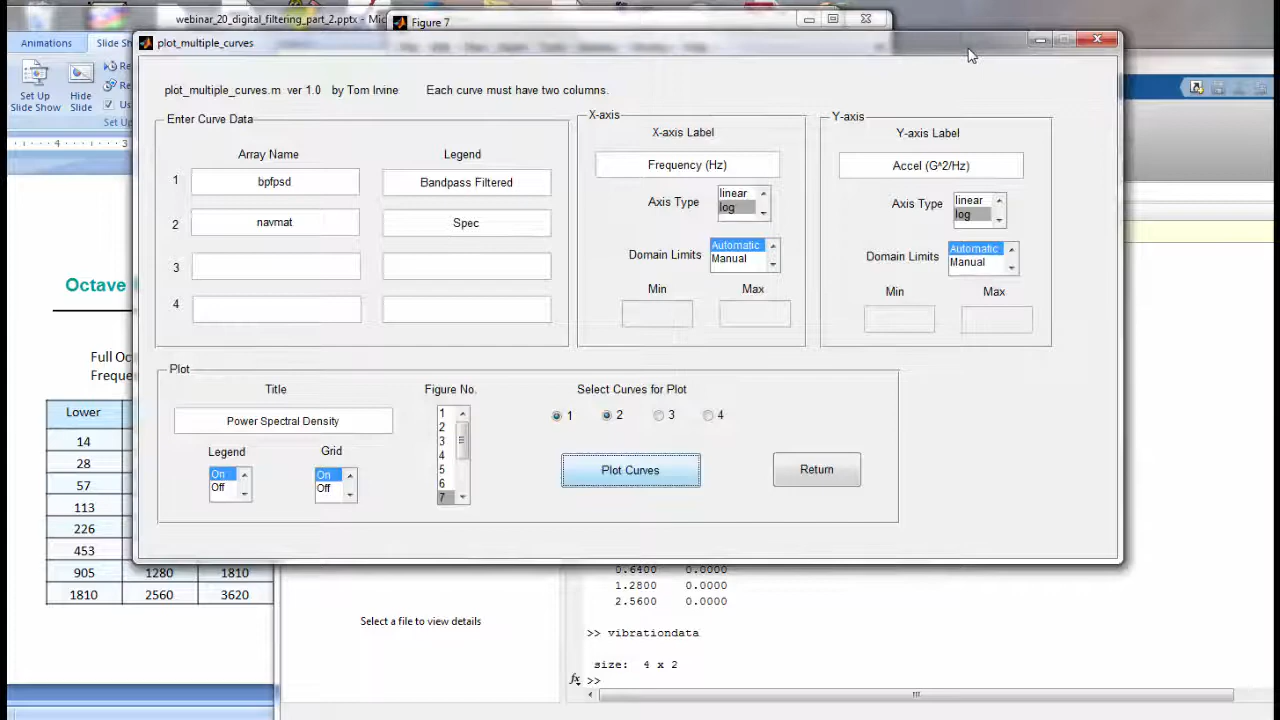 webinar_20_digital_filtering_part_2.pptx - Mic
Figure 7
Animations
Slide Sh
plot_multiple_curves
Set Up
Slide Show
Hide
Slide
Re
Re
Us
Set Up
plot_multiple_curves.m ver 1.0 by Tom Irvine
Each curve must have two columns.
Enter Curve Data
Array Name
Legend
1
bpfpsd
Bandpass Filtered
2
navmat
Spec
3
4
X-axis
X-axis Label
Frequency (Hz)
Axis Type
linear
log
Domain Limits
Automatic
Manual
Min
Max
Y-axis
Y-axis Label
Accel (G^2/Hz)
Axis Type
linear
log
Domain Limits
Automatic
Manual
Min
Max
Plot
Title
Power Spectral Density
Legend
On
Off
Grid
On
Off
Figure No.
1
2
3
4
5
6
7
Select Curves for Plot
1 2 3 4
Plot Curves
Return
Octave
Full Oc
Freque
Lower
14
28
57
113
226
453
905 1280 1810
1810 2560 3620
Select a file to view details
0.6400 0.0000
1.2800 0.0000
2.5600 0.0000
>> vibrationdata
size: 4 x 2
fx >>